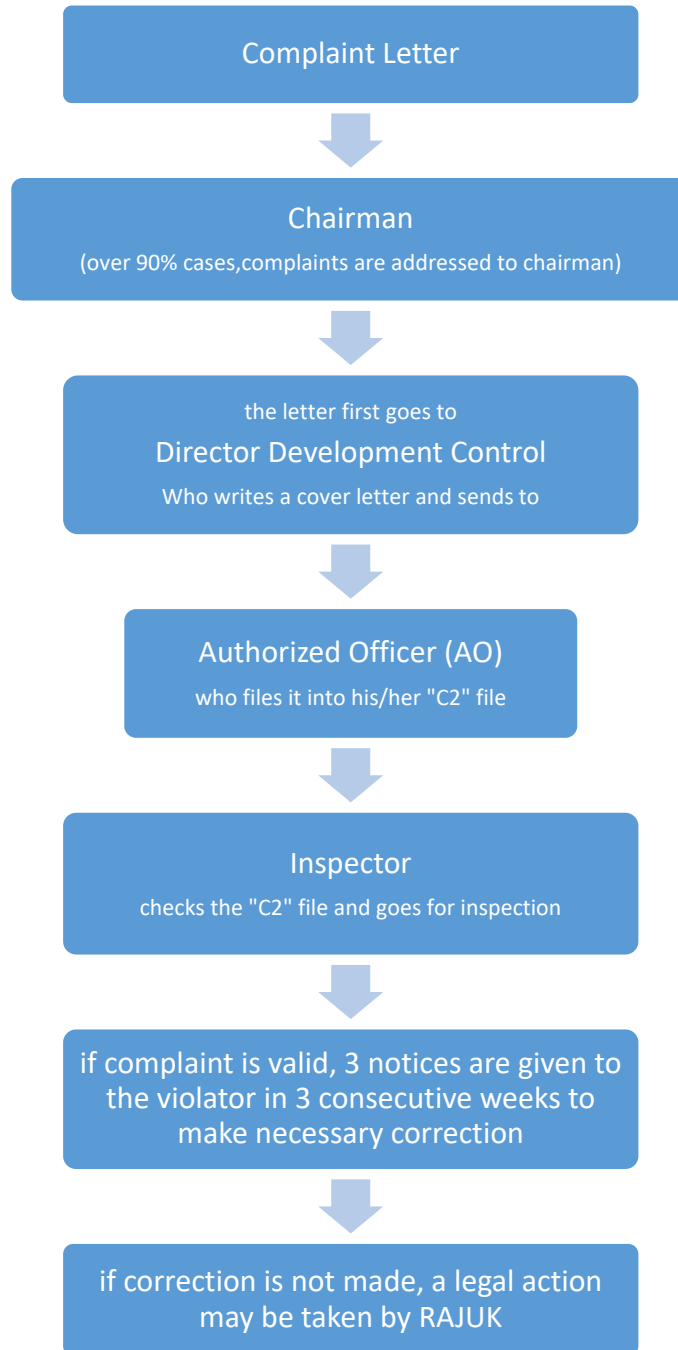 Complaint Letter
Chairman
(over 90% cases,complaints are addressed to chairman)
the letter first goes to
Director Development Control
Who writes a cover letter and sends to
Authorized Officer (AO)
who files it into his/her "C2" file
Inspector
checks the "C2" file and goes for inspection
if complaint is valid, 3 notices are given to
the violator in 3 consecutive weeks to
make necessary correction
if correction is not made, a legal action
may be taken by RAJUK